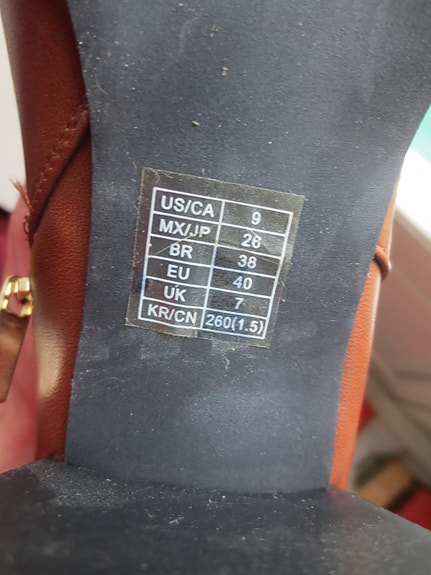 US/CA 9
MX/JP 26
BR 38
EU 40
UK 7
KR/CN 260(1.5)